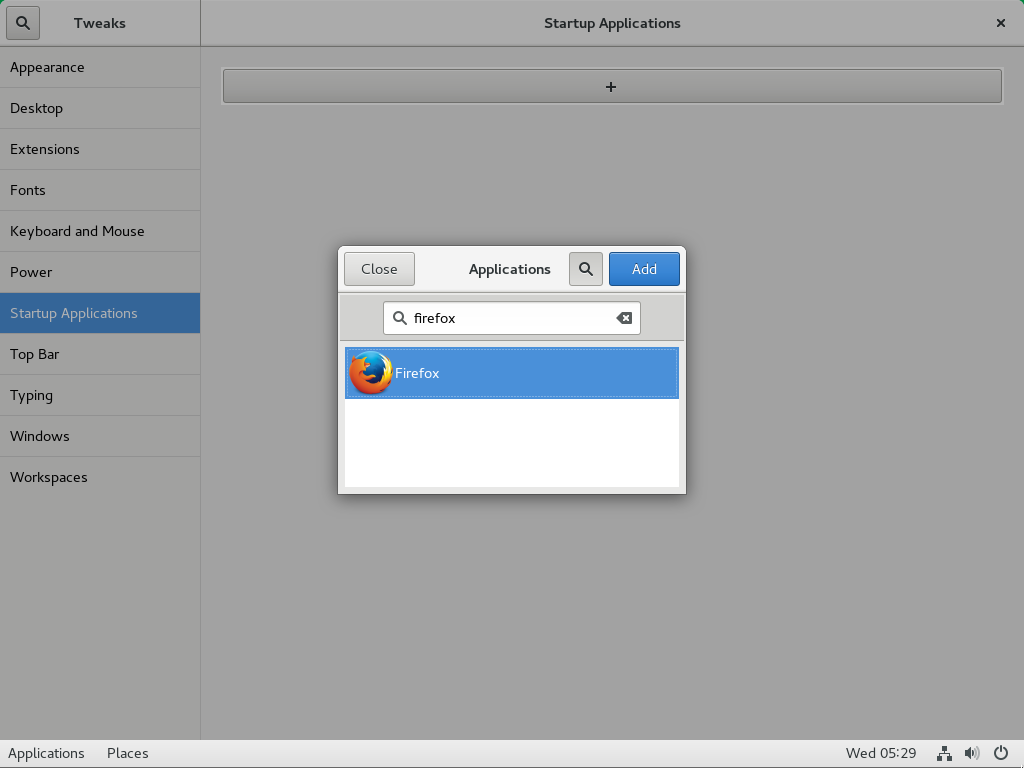 Tweaks
Startup Applications
Appearance
Desktop
Extensions
Fonts
Keyboard and Mouse
Power
Startup Applications
Top Bar
Typing
Windows
Workspaces
+
Close
Applications
Add
firefox
Firefox
Applications Places Wed 05:29